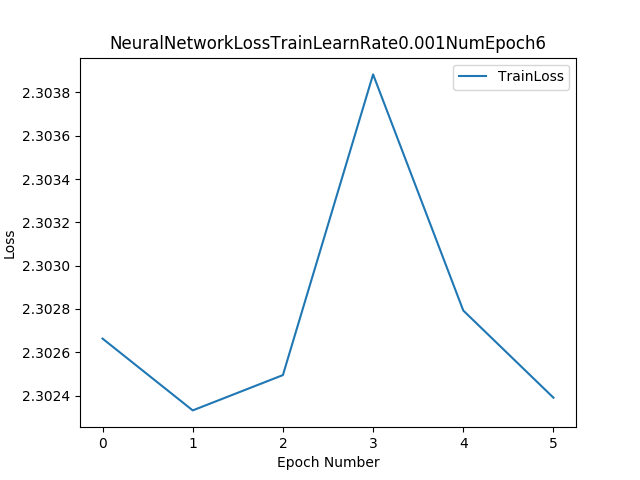 NeuralNetworkLossTrainLearnRate0.001NumEpoch6
TrainLoss
2.3038
2.3036
2.3034
2.3032
2.3030
2.3028
2.3026
2.3024
Loss
0 1 2 3 4 5
Epoch Number